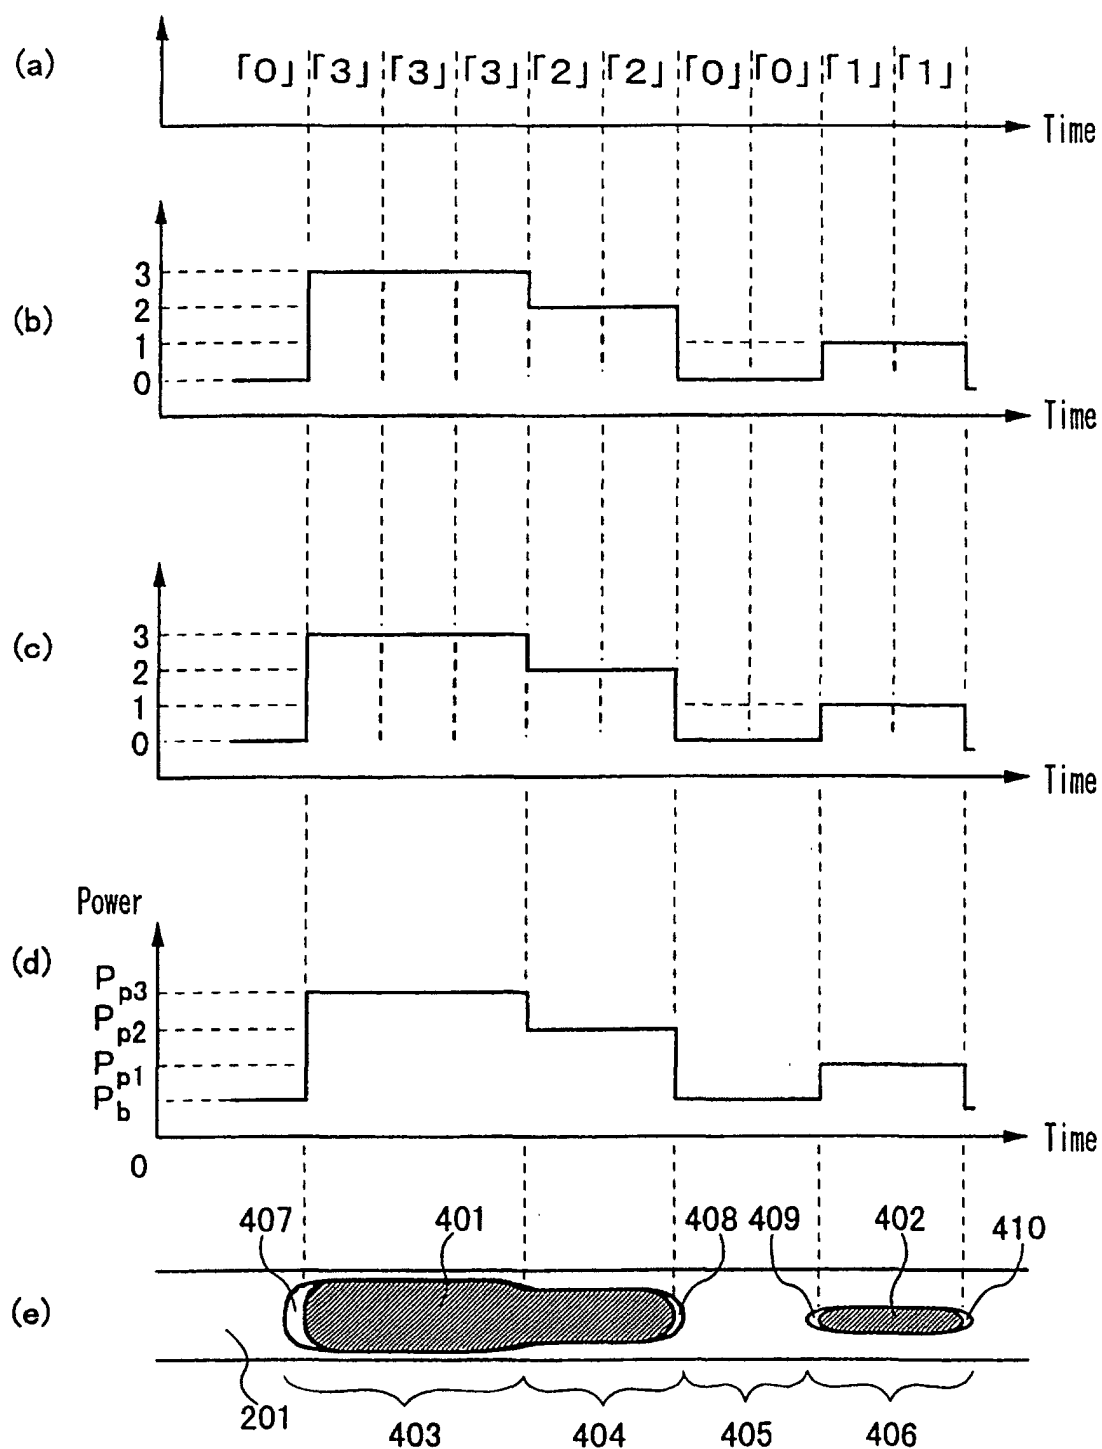 (a)
「0」「3」「3」「3」「2」「2」「0」「0」「1」「1」
Time
(b)
3
2
1
0
Time
(c)
3
2
1
0
Time
Power
(d)
Pp3
Pp2
Pp1
Pb
0
Time
407 401 408 409 402 410
(e)
201 403 404 405 406